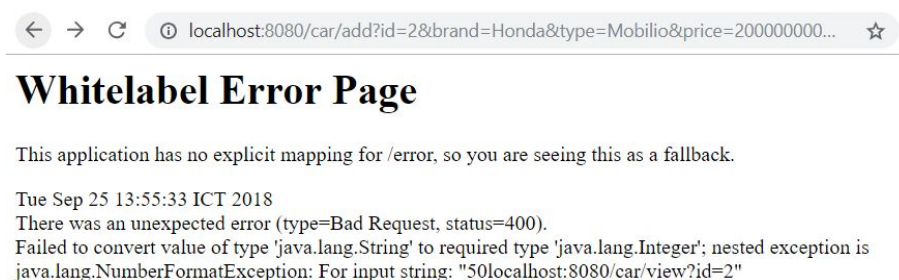 localhost:8080/car/add?id=2&brand=Honda&type=Mobilio&price=200000000...
Whitelabel Error Page
This application has no explicit mapping for /error, so you are seeing this as a fallback.
Tue Sep 25 13:55:33 ICT 2018
There was an unexpected error (type=Bad Request, status=400).
Failed to convert value of type 'java.lang.String' to required type 'java.lang.Integer'; nested exception is
java.lang.NumberFormatException: For input string: "50localhost:8080/car/view?id=2"